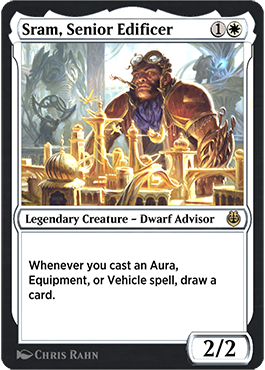 Sram, Senior Edificer 1
Legendary Creature – Dwarf Advisor
Whenever you cast an Aura,
Equipment, or Vehicle spell, draw a
card.
Chris Rahn
2/2